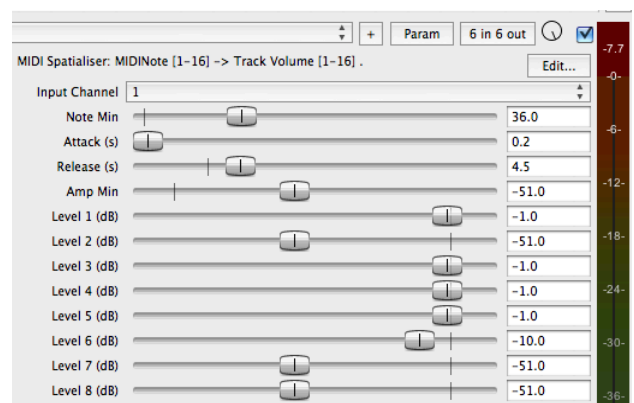 + Param 6 in 6 out
-7.7
MIDI Spatialiser: MIDINote [1-16] -> Track Volume [1-16] .
Edit...
-0-
Input Channel 1
Note Min 36.0
Attack (s) 0.2
-6-
Release (s) 4.5
Amp Min -51.0
-12-
Level 1 (dB) -1.0
Level 2 (dB) -51.0
-18-
Level 3 (dB) -1.0
Level 4 (dB) -1.0
-24-
Level 5 (dB) -1.0
Level 6 (dB) -10.0
-30-
Level 7 (dB) -51.0
Level 8 (dB) -51.0
-36-